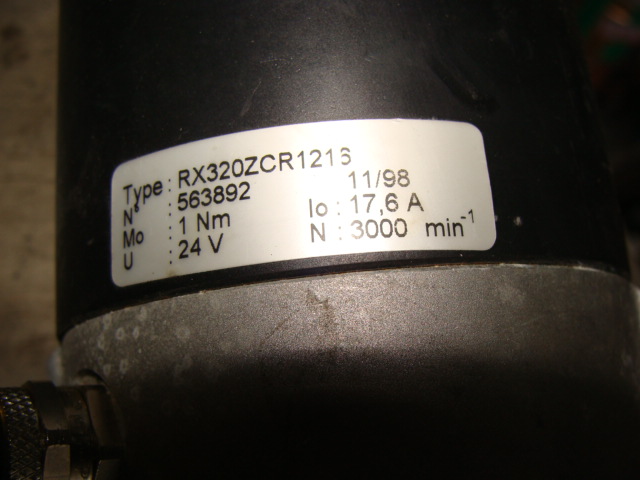 Type : RX320ZCR1216
N° : 563892 11/98
Mo : 1 Nm Io : 17,6 A
U : 24 V N : 3000 min-1